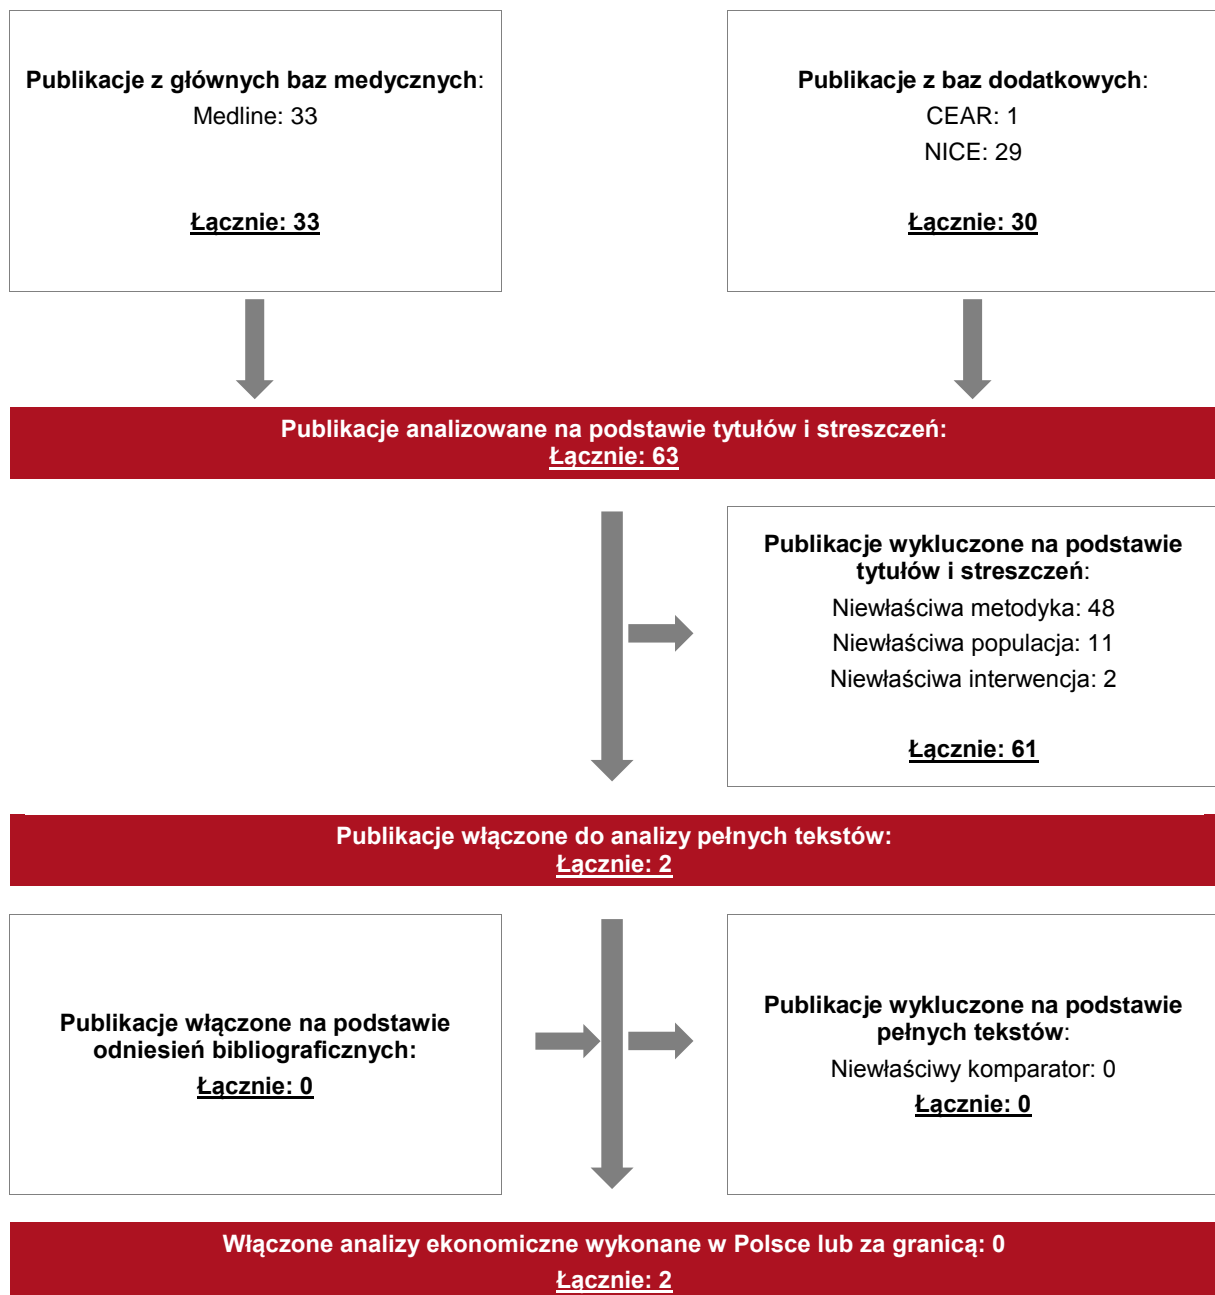 Publikacje z głównych baz medycznych:
Medline: 33
Łącznie: 33
Publikacje z baz dodatkowych:
CEAR: 1
NICE: 29
Łącznie: 30
Publikacje analizowane na podstawie tytułów i streszczeń:
Łącznie: 63
Publikacje wykluczone na podstawie
tytułów i streszczeń:
Niewłaściwa metodyka: 48
Niewłaściwa populacja: 11
Niewłaściwa interwencja: 2
Łącznie: 61
Publikacje włączone do analizy pełnych tekstów:
Łącznie: 2
Publikacje włączone na podstawie
odniesień bibliograficznych:
Łącznie: 0
Publikacje wykluczone na podstawie
pełnych tekstów:
Niewłaściwy komparator: 0
Łącznie: 0
Włączone analizy ekonomiczne wykonane w Polsce lub za granicą: 0
Łącznie: 2